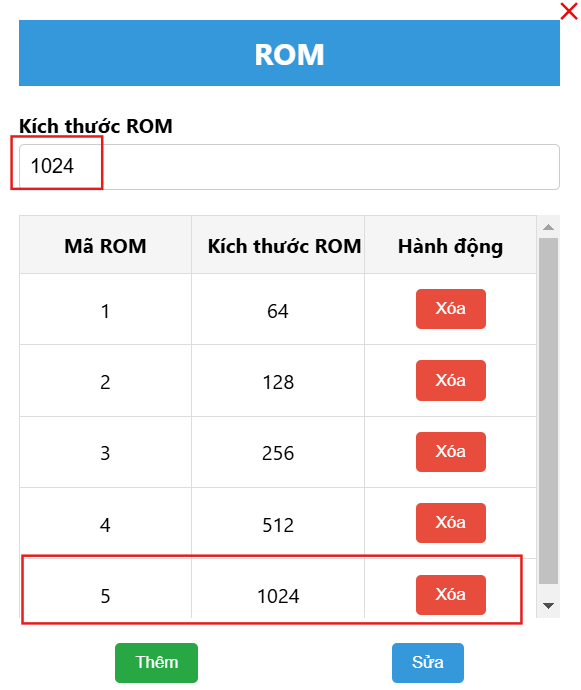 ROM
Kích thước ROM
1024
Mã ROM Kích thước ROM Hành động
1 64 Xóa
2 128 Xóa
3 256 Xóa
4 512 Xóa
5 1024 Xóa
Thêm Sửa